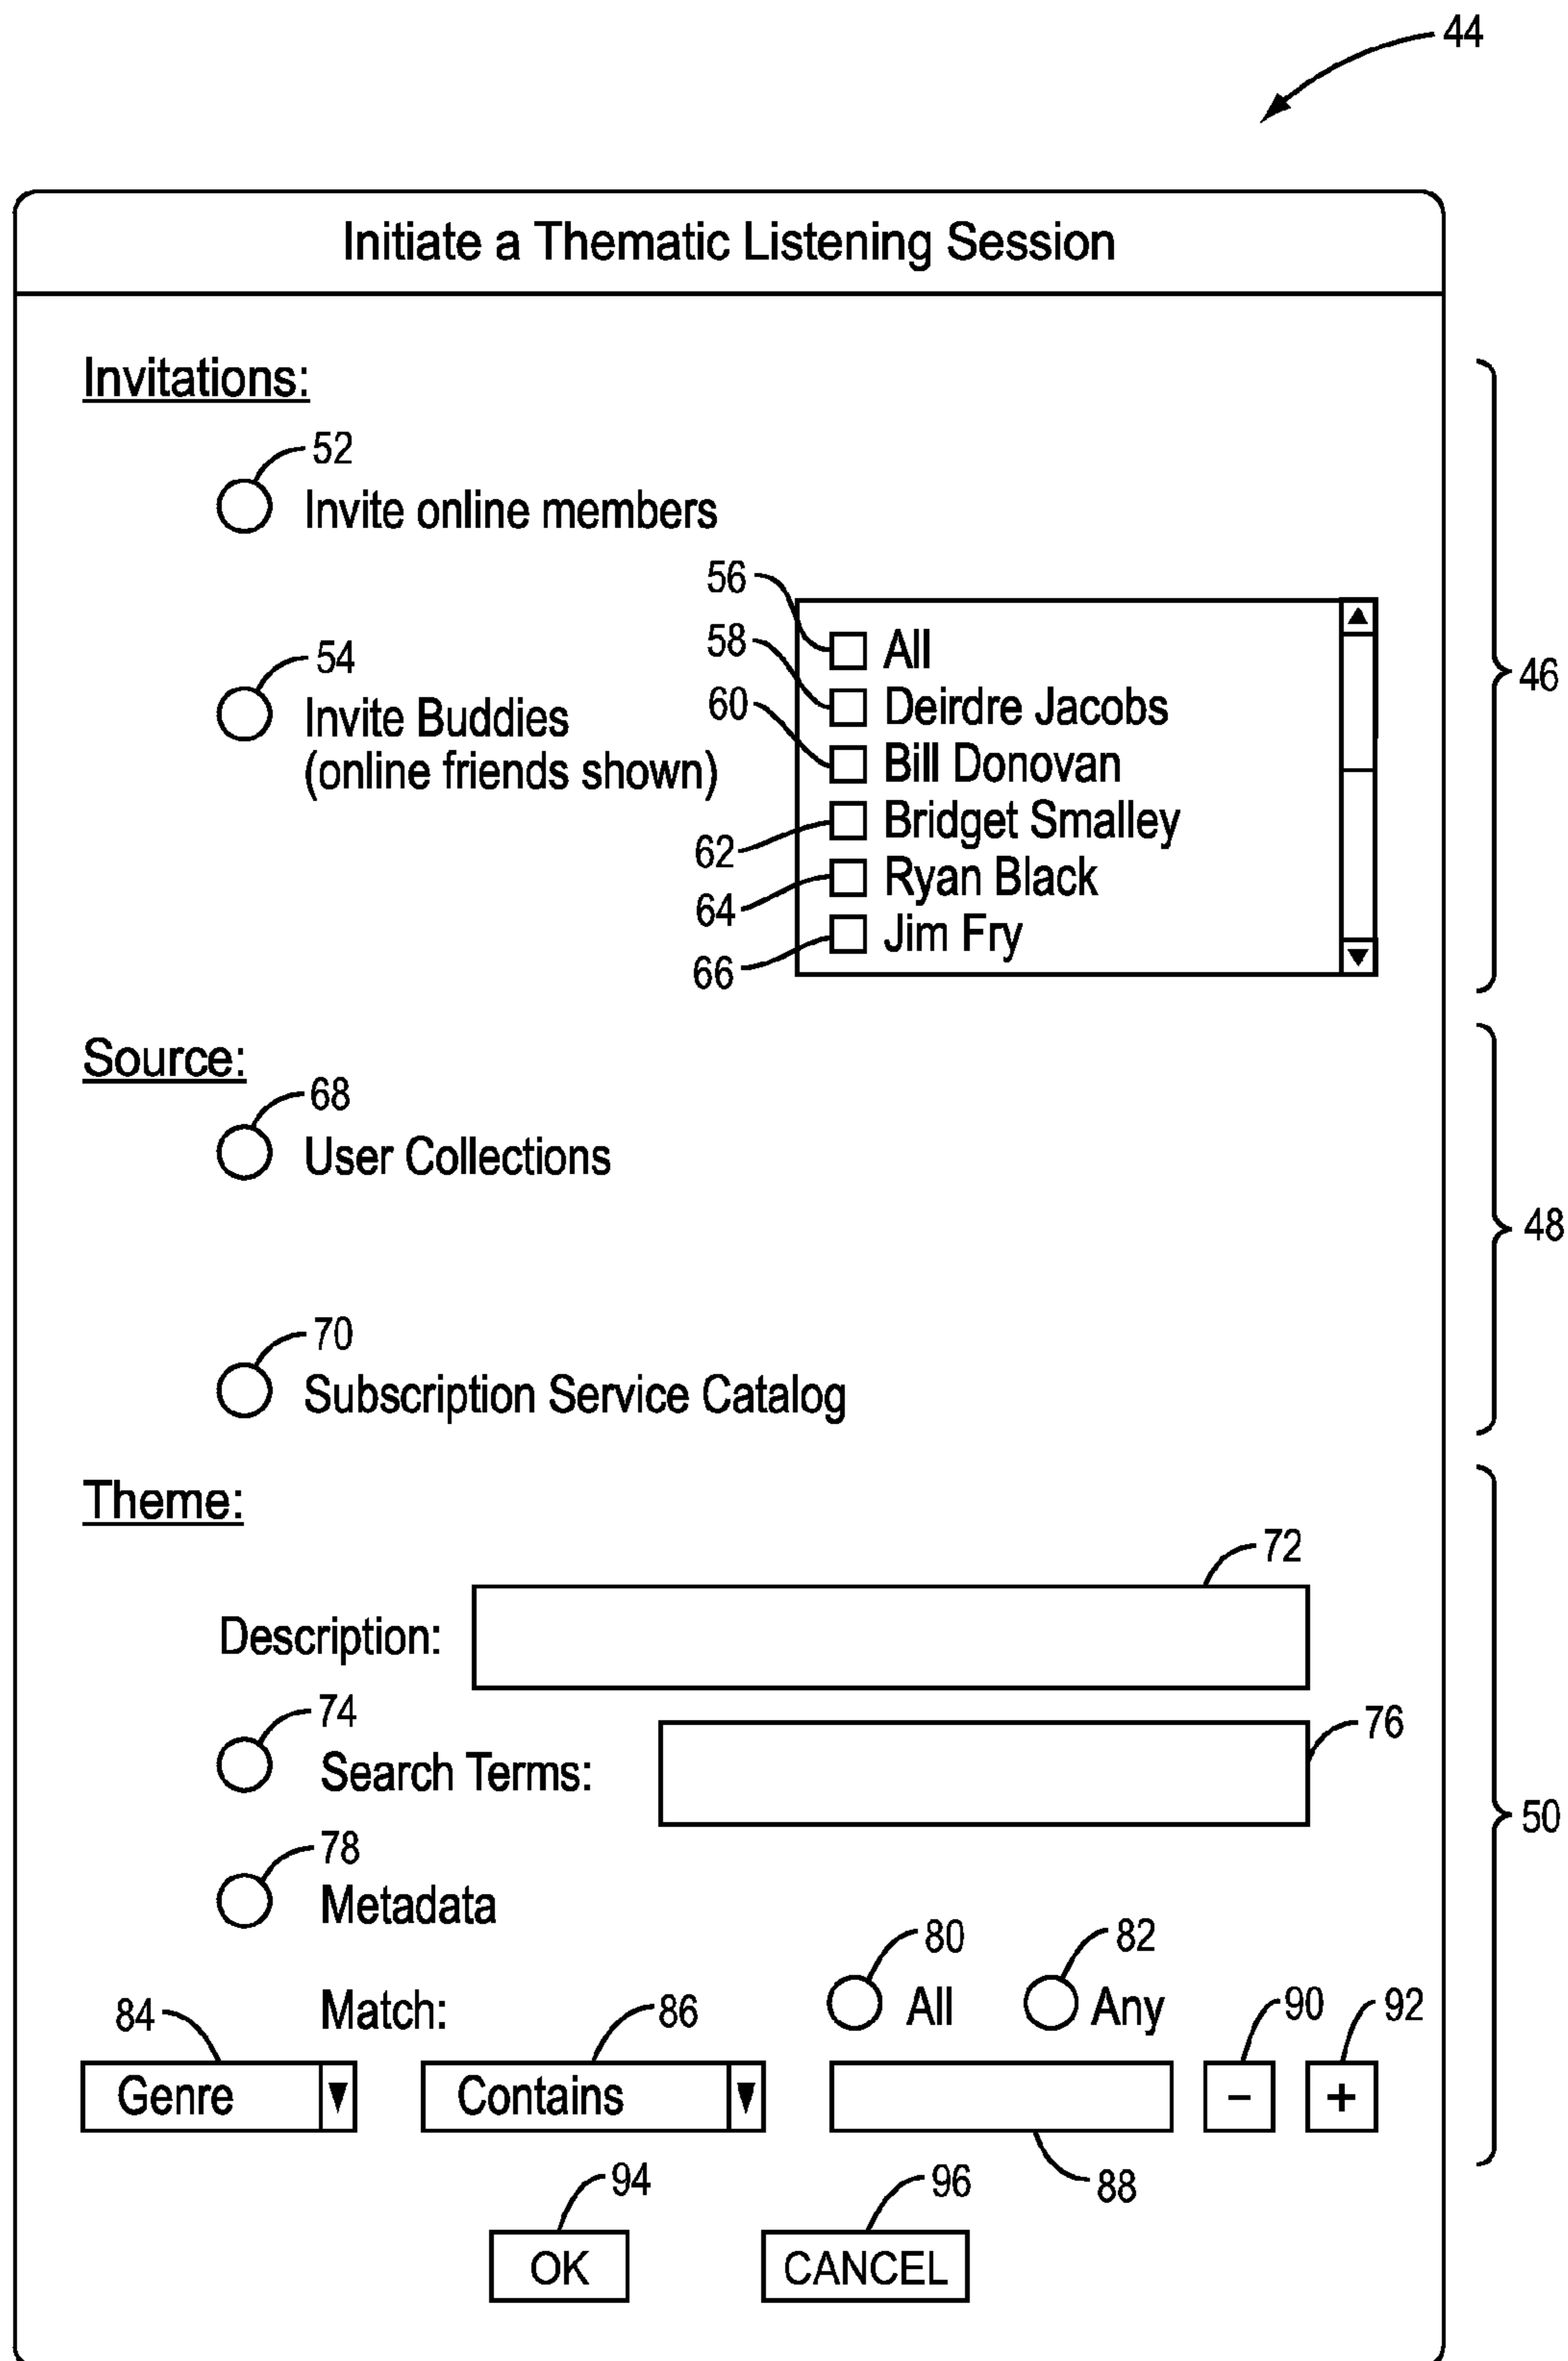 44
Initiate a Thematic Listening Session
Invitations:
52
Invite online members
56
All
54
58
Deirdre Jacobs
Invite Buddies
60
(online friends shown)
Bill Donovan
62
Bridget Smalley
64
Ryan Black
66
Jim Fry
46
Source:
68
User Collections
48
70
Subscription Service Catalog
Theme:
72
Description:
74
Search Terms:
76
50
78
Metadata
80
82
Match:
All
Any
84
86
90
92
Genre
Contains
−
+
88
94
96
OK
CANCEL